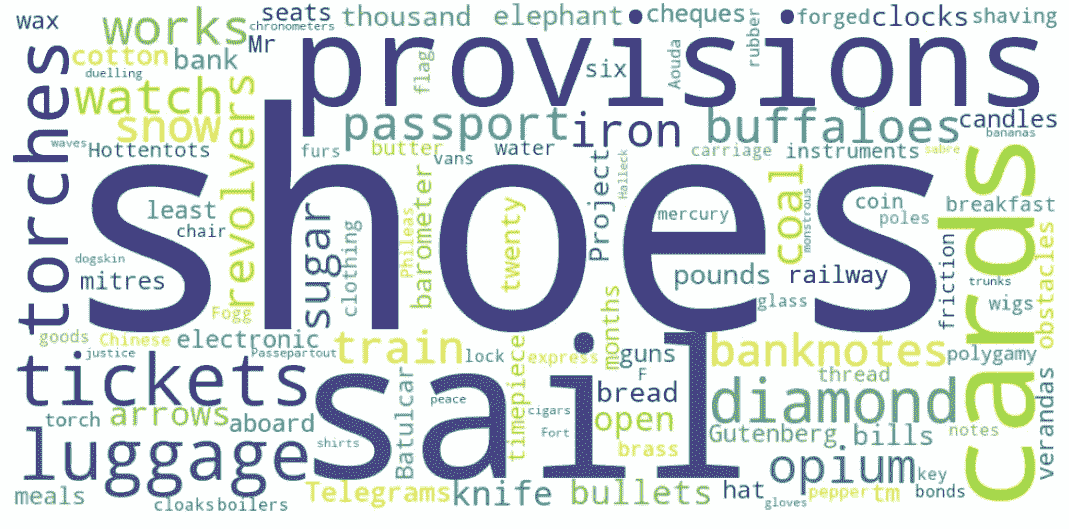 wax
works
Mr
chronometers
seats
thousand
elephant
cheques
forged
clocks
shaving
cotton
duelling
bank
flag
provisions
six
Aouda
rubber
torches
watch
snow
revolvers
passport
iron
buffaloes
candles
bananas
waves
Hottentots
furs
butter
vans
water
Project
Halleck
carriage
instruments
sabre
shoes
cards
least
chair
sugar
clothing
Phileas
barometer
twenty
mercury
coal
monstrous
coin
poles
breakfast
dogskin
mitres
Fogg
pounds
railway
glass
friction
trunks
wigs
obstacles
goods
Chinese
electronic
justice
Passepartout
train
lock
express
months
guns
banknotes
polygamy
tickets
sail
timepiece
F
bread
thread
diamond
verandas
torch
arrows
aboard
Batulcar
peace
cigars
open
Gutenberg
bills
notes
luggage
shirts
Fort
brass
opium
key
meals
cloaks
boilers
Telegrams
knife
bullets
hat
gloves
pepper
tm
bonds